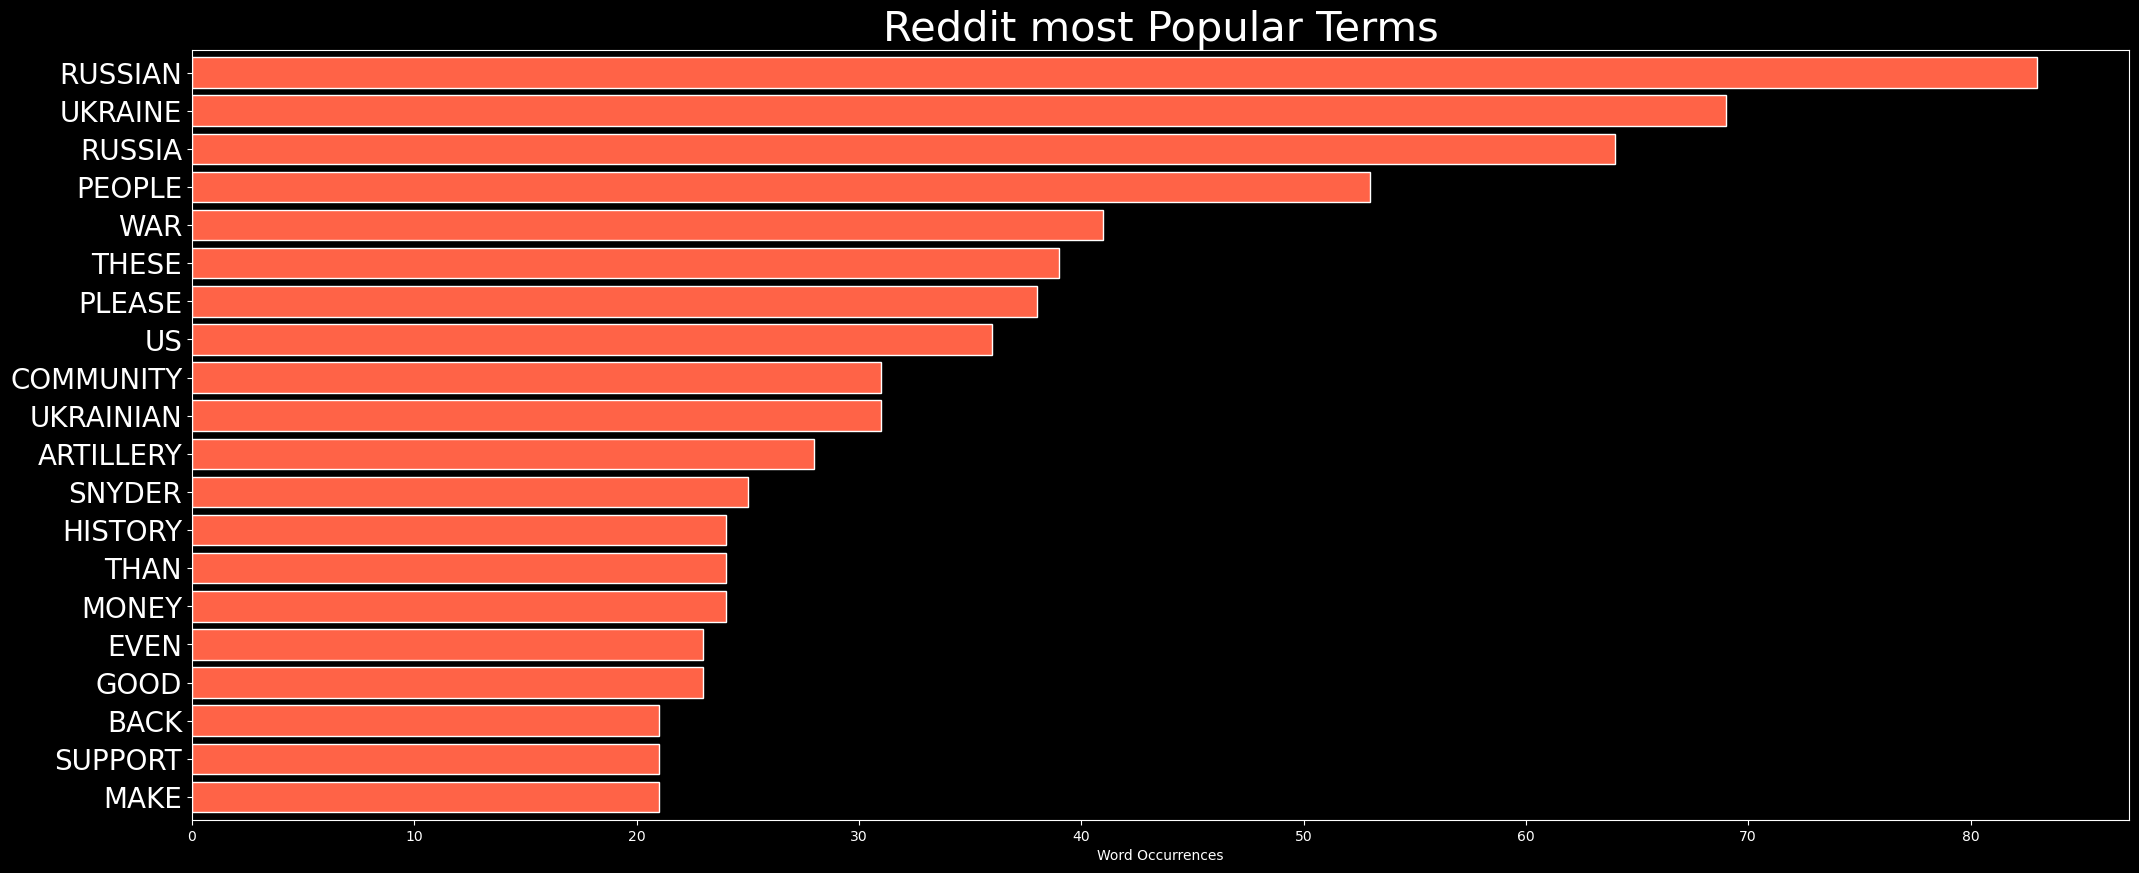 Reddit most Popular Terms
RUSSIAN
UKRAINE
RUSSIA
PEOPLE
WAR
THESE
PLEASE
US
COMMUNITY
UKRAINIAN
ARTILLERY
SNYDER
HISTORY
THAN
MONEY
EVEN
GOOD
BACK
SUPPORT
MAKE
0 10 20 30 40 50 60 70 80
Word Occurrences